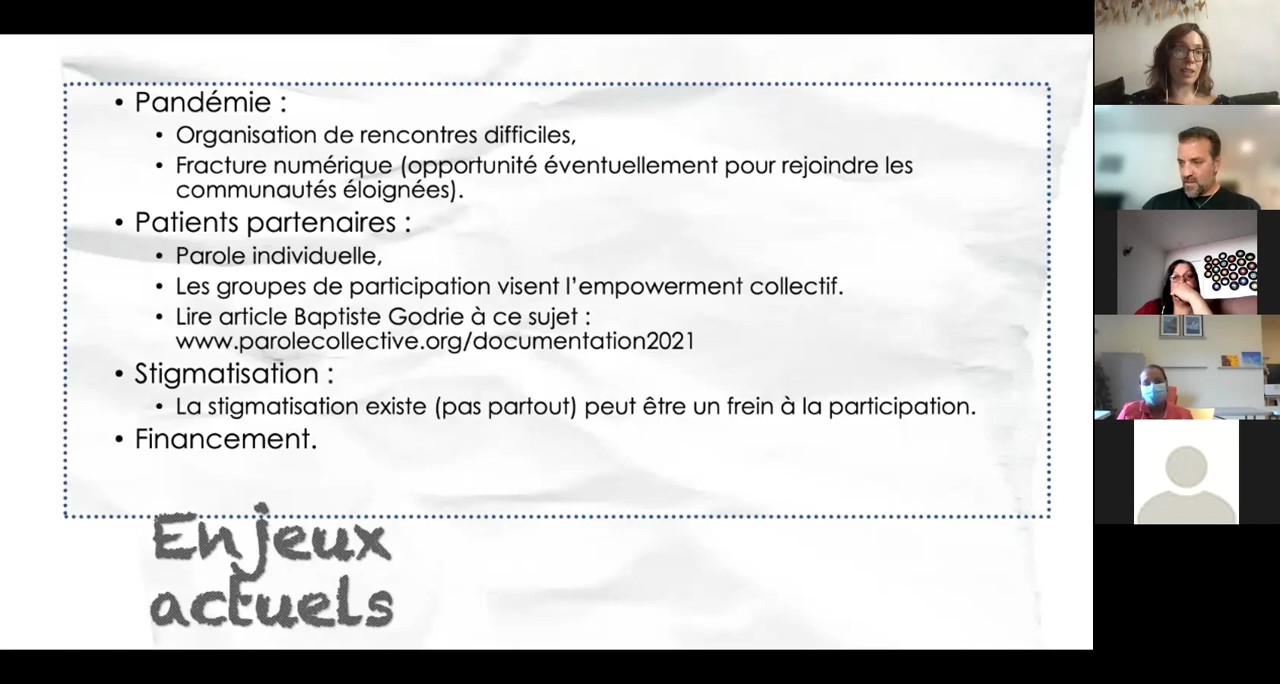 • Pandémie :
• Organisation de rencontres difficiles,
• Fracture numérique (opportunité éventuellement pour rejoindre les
communautés éloignées).
• Patients partenaires :
• Parole individuelle,
• Les groupes de participation visent l'empowerment collectif.
• Lire article Baptiste Godrie à ce sujet :
www.parolecollective.org/documentation2021
• Stigmatisation :
• La stigmatisation existe (pas partout) peut être un frein à la participation.
• Financement.
Enjeux
actuels